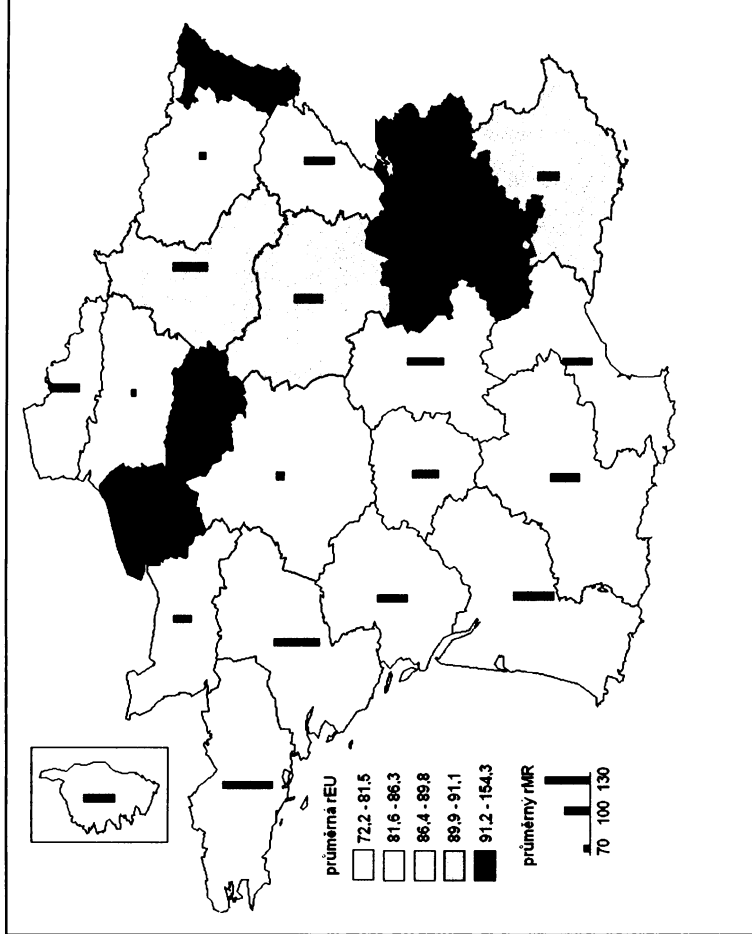 průměrná rEU
72,2 - 81,5
81,6 - 86,3
86,4 - 89,8
89,9 - 91,1
91,2 - 154,3
průměrný rMR
70 100 130